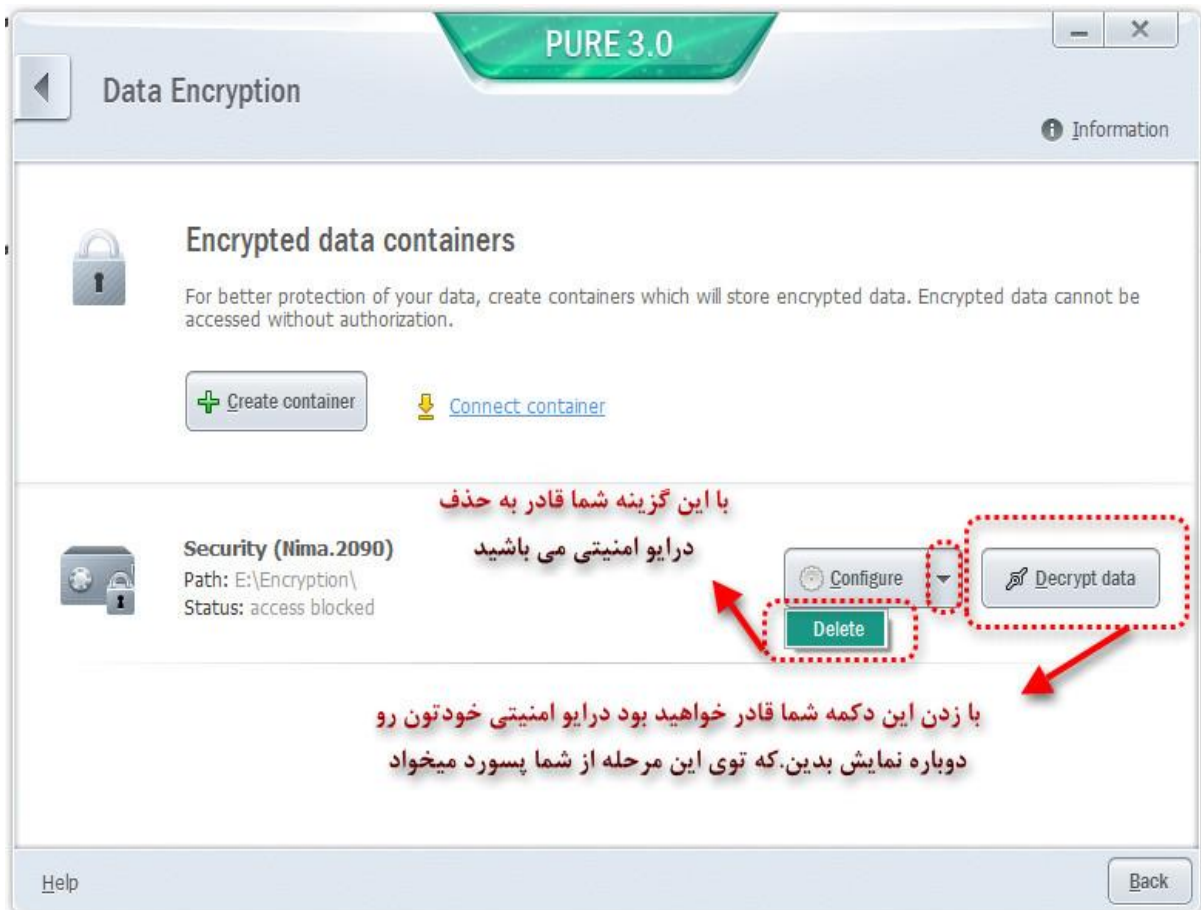 PURE 3.0
Data Encryption
Information
Encrypted data containers
For better protection of your data, create containers which will store encrypted data. Encrypted data cannot be
accessed without authorization.
Create container
Connect container
با این گزینه شما قادر به حذف
درایو امنیتی می باشید
Security (Nima.2090)
Path: E:\Encryption\
Status: access blocked
Configure
Decrypt data
Delete
با زدن این دکمه شما قادر خواهید بود درایو امنیتی خودتون رو
دوباره نمایش بدین.که توی این مرحله از شما پسورد میخواد
Help
Back